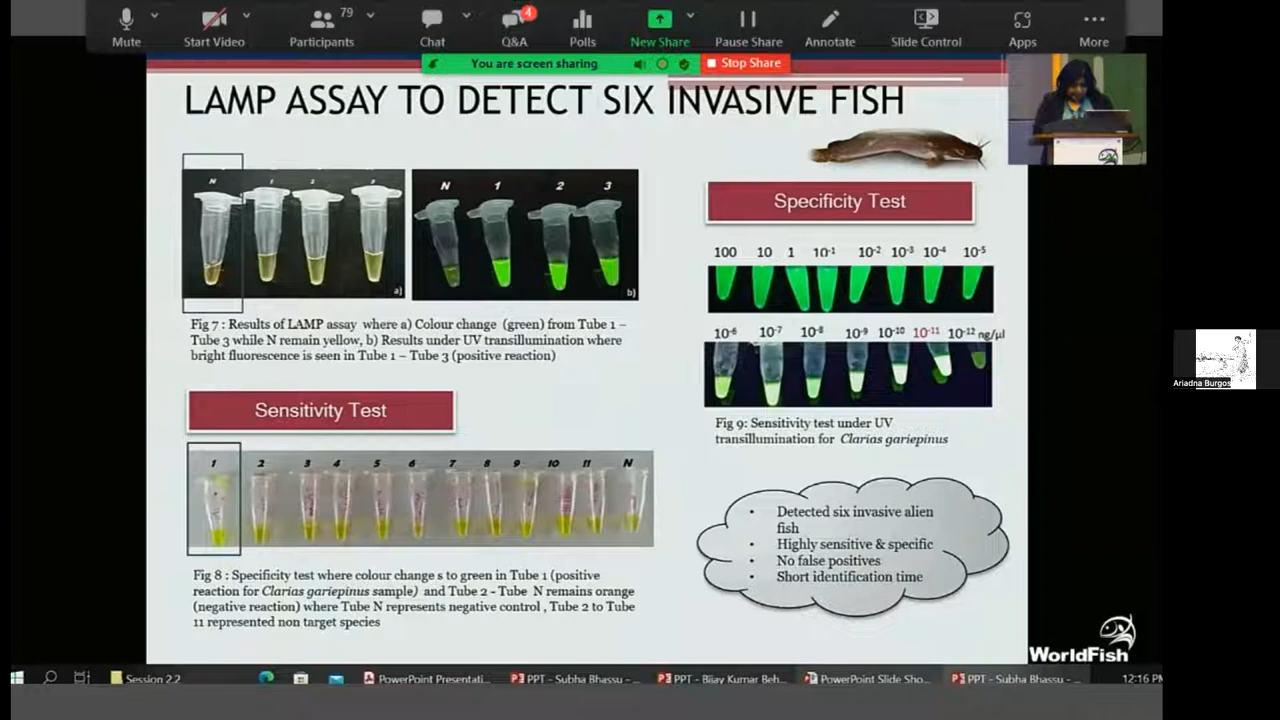 79
4
Mute
Start Video
Participants
Chat
Q&A
Polls
New Share
Pause Share
Annotate
Slide Control
Apps
More
You are screen sharing
Stop Share
LAMP ASSAY TO DETECT SIX INVASIVE FISH
N 1 2 3
a)
N 1 2 3
b)
Fig 7 : Results of LAMP assay where a) Colour change (green) from Tube 1 –
Tube 3 while N remain yellow, b) Results under UV transillumination where
bright fluorescence is seen in Tube 1 – Tube 3 (positive reaction)
Sensitivity Test
1 2 3 4 5 6 7 8 9 10 11 N
Fig 8 : Specificity test where colour change s to green in Tube 1 (positive
reaction for Clarias gariepinus sample) and Tube 2 - Tube N remains orange
(negative reaction) where Tube N represents negative control , Tube 2 to Tube
11 represented non target species
Specificity Test
100 10 1 10⁻¹ 10⁻² 10⁻³ 10⁻⁴ 10⁻⁵
10⁻⁶ 10⁻⁷ 10⁻⁸ 10⁻⁹ 10⁻¹⁰ 10⁻¹¹ 10⁻¹² ng/µl
Fig 9: Sensitivity test under UV
transillumination for Clarias gariepinus
• Detected six invasive alien
fish
• Highly sensitive & specific
• No false positives
• Short identification time
WorldFish
Ariadna Burgos
Session 2.2
PowerPoint Presentati...
PPT - Subha Bhassu - ...
PPT - Bijay Kumar Beh...
PowerPoint Slide Sho...
PPT - Subha Bhassu - ...
12:16 PM